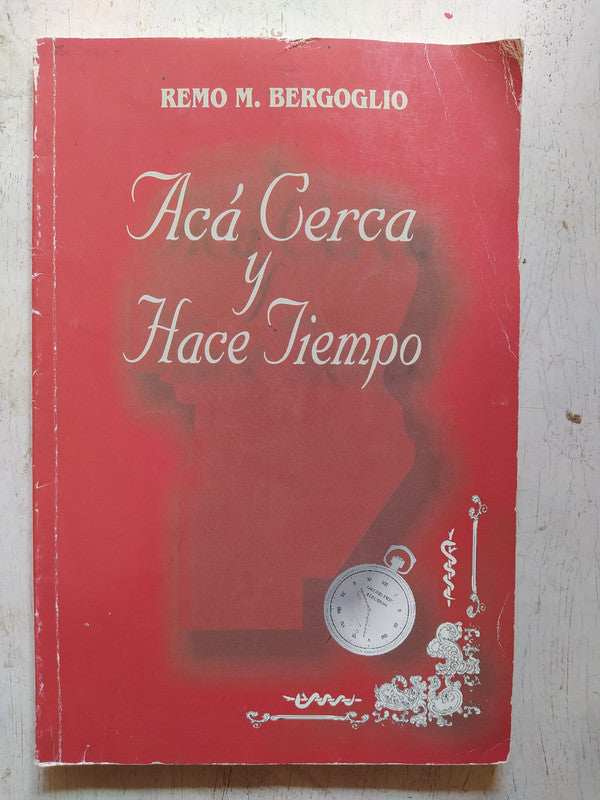 REMO M. BERGOGLIO
Acá Cerca
y
Hace Tiempo